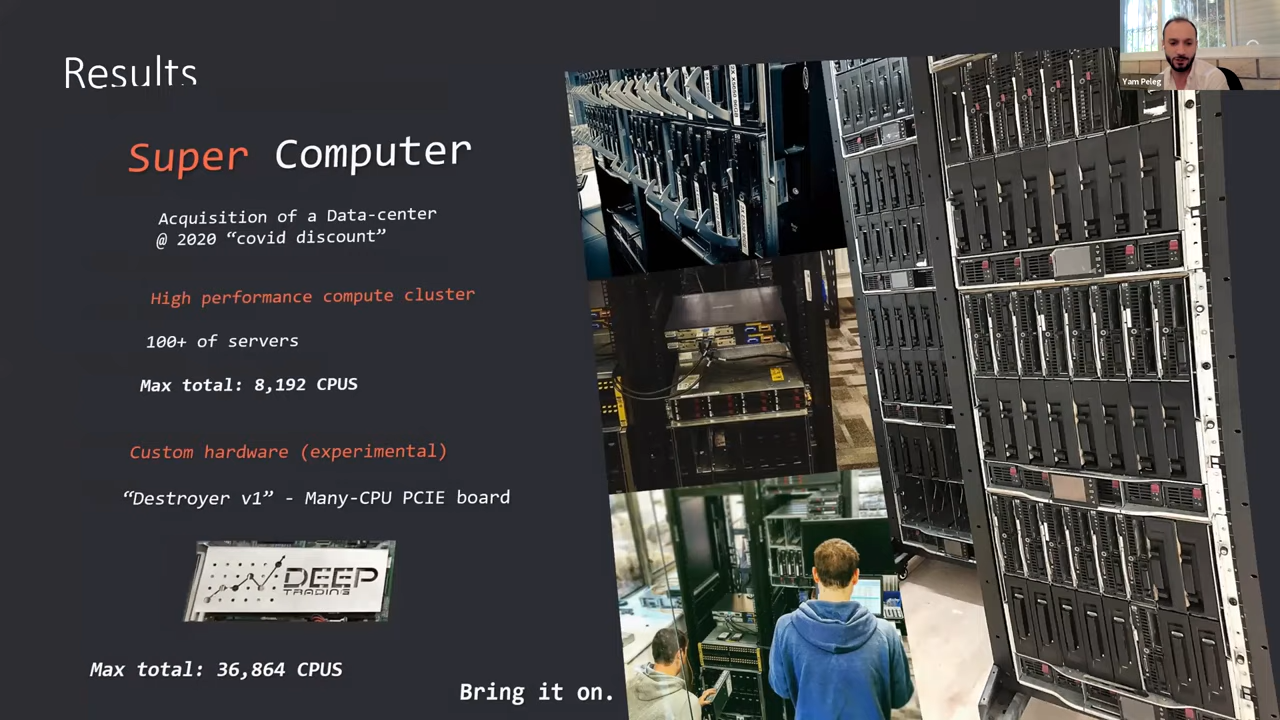 Results
Yam Peleg
Super Computer
Acquisition of a Data-center
@ 2020 “covid discount”
High performance compute cluster
100+ of servers
Max total: 8,192 CPUS
Custom hardware (experimental)
“Destroyer v1” - Many-CPU PCIE board
DEEP
TRADING
Max total: 36,864 CPUS
Bring it on.